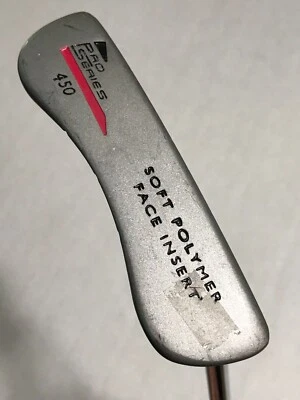 PRO
SERIES
450
SOFT POLYMER
FACE INSERT